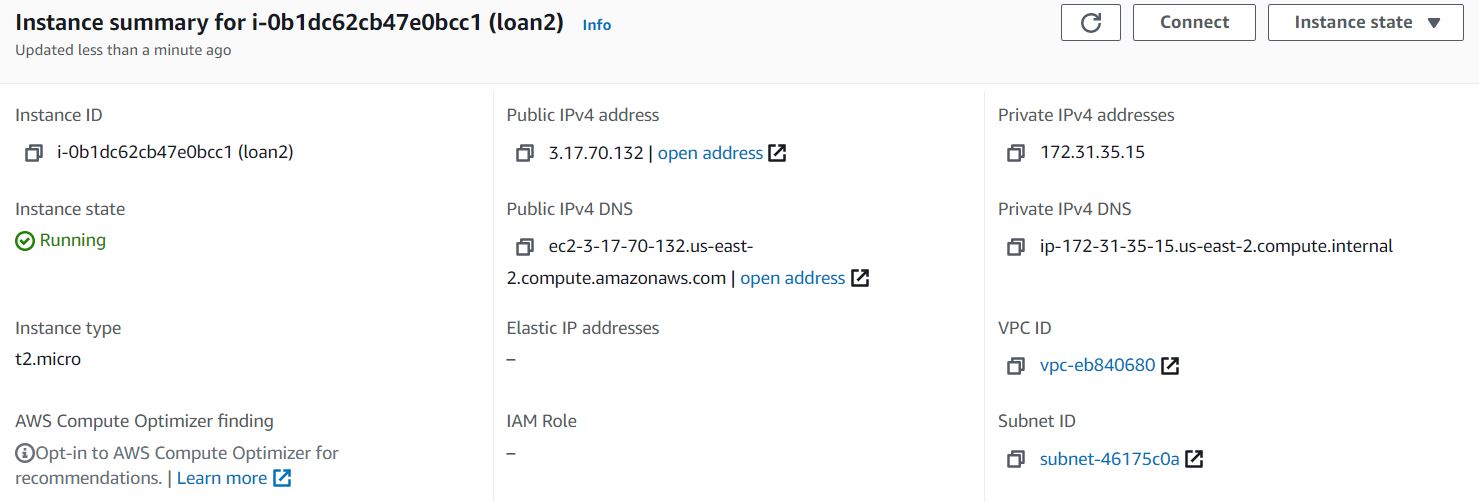 Instance summary for i-0b1dc62cb47e0bcc1 (loan2) Info
Updated less than a minute ago
Connect
Instance state
Instance ID
i-0b1dc62cb47e0bcc1 (loan2)
Public IPv4 address
3.17.70.132 | open address
Private IPv4 addresses
172.31.35.15
Instance state
Running
Public IPv4 DNS
ec2-3-17-70-132.us-east-
2.compute.amazonaws.com | open address
Private IPv4 DNS
ip-172-31-35-15.us-east-2.compute.internal
Instance type
t2.micro
Elastic IP addresses
–
VPC ID
vpc-eb840680
AWS Compute Optimizer finding
Opt-in to AWS Compute Optimizer for
recommendations. | Learn more
IAM Role
–
Subnet ID
subnet-46175c0a